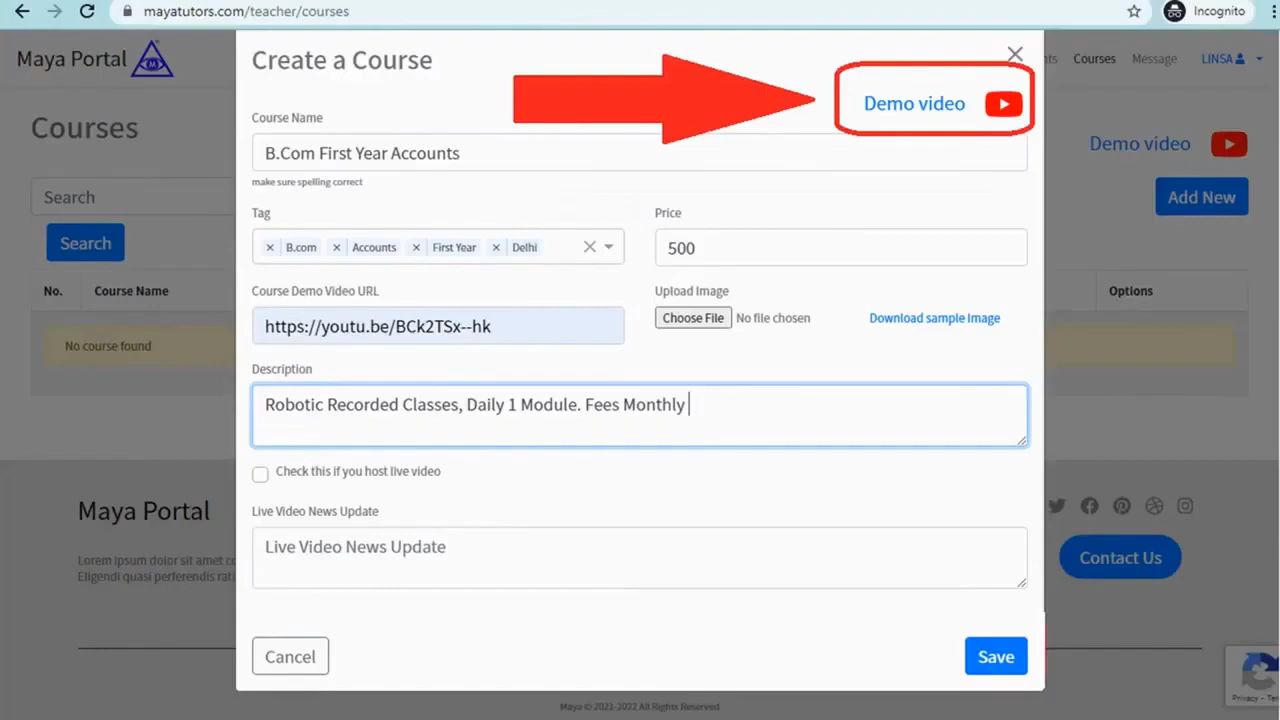 mayatutors.com/teacher/courses
Incognito
Maya Portal
Courses
Message
LINSA
Create a Course
Demo video
Courses
Course Name
B.Com First Year Accounts
Demo video
make sure spelling correct
Search
Add New
Tag
Price
× B.com × Accounts × First Year × Delhi
500
Search
No.
Course Name
Course Demo Video URL
Upload Image
Options
https://youtu.be/BCk2TSx--hk
Choose File No file chosen
Download sample Image
No course found
Description
Robotic Recorded Classes, Daily 1 Module. Fees Monthly
Check this if you host live video
Maya Portal
Live Video News Update
Live Video News Update
Lorem ipsum dolor sit amet
Eligendi quasi perferendis
Contact Us
Cancel
Save
Privacy
Maya © 2021-2022 All Rights Reserved